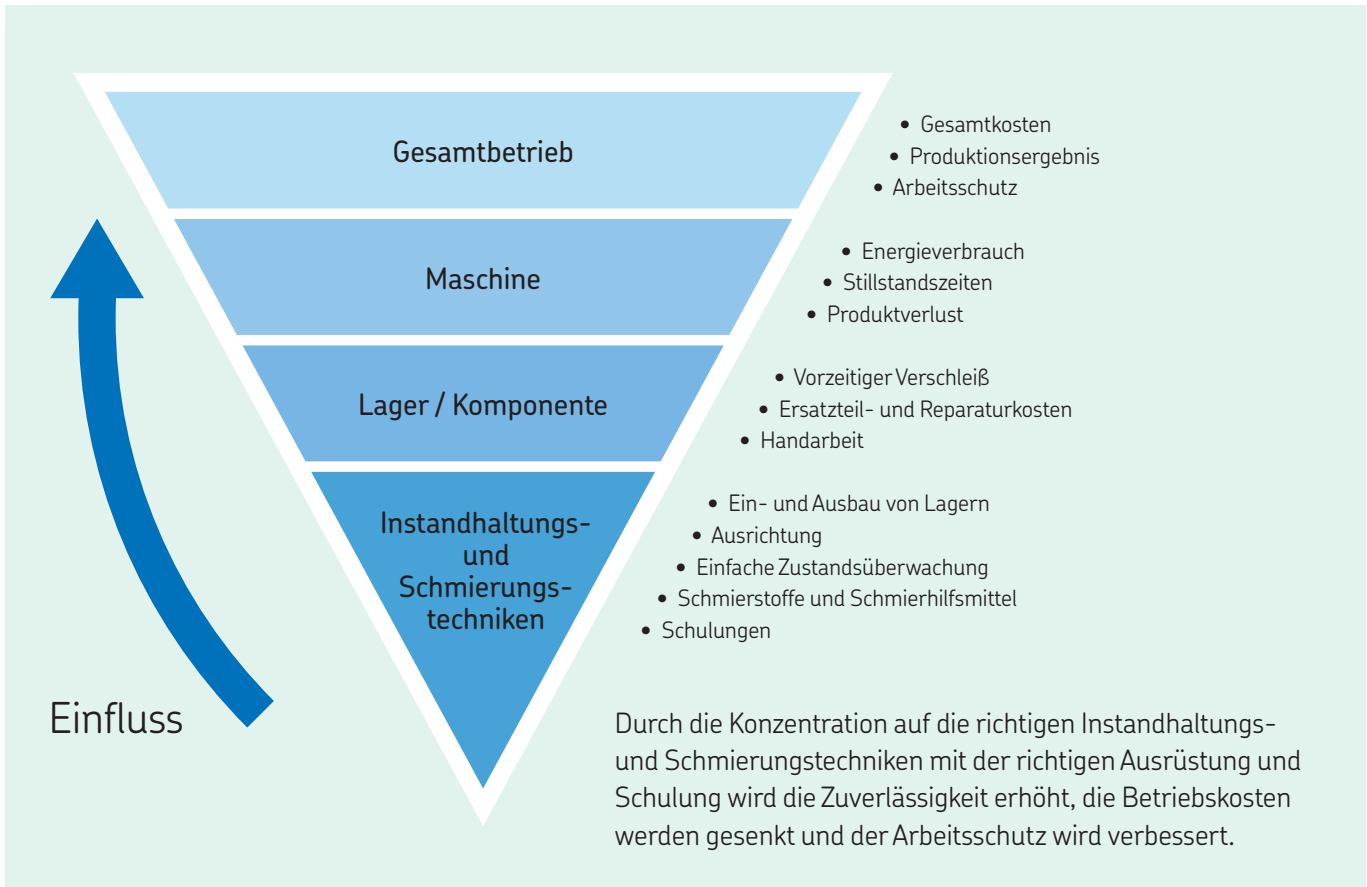 Gesamtbetrieb
• Gesamtkosten
• Produktionsergebnis
• Arbeitsschutz
Maschine
• Energieverbrauch
• Stillstandszeiten
• Produktverlust
Lager / Komponente
• Vorzeitiger Verschleiß
• Ersatzteil- und Reparaturkosten
• Handarbeit
Instandhaltungs-
und
Schmierungs-
techniken
• Ein- und Ausbau von Lagern
• Ausrichtung
• Einfache Zustandsüberwachung
• Schmierstoffe und Schmierhilfsmittel
• Schulungen
Einfluss
Durch die Konzentration auf die richtigen Instandhaltungs-
und Schmierungstechniken mit der richtigen Ausrüstung und
Schulung wird die Zuverlässigkeit erhöht, die Betriebskosten
werden gesenkt und der Arbeitsschutz wird verbessert.